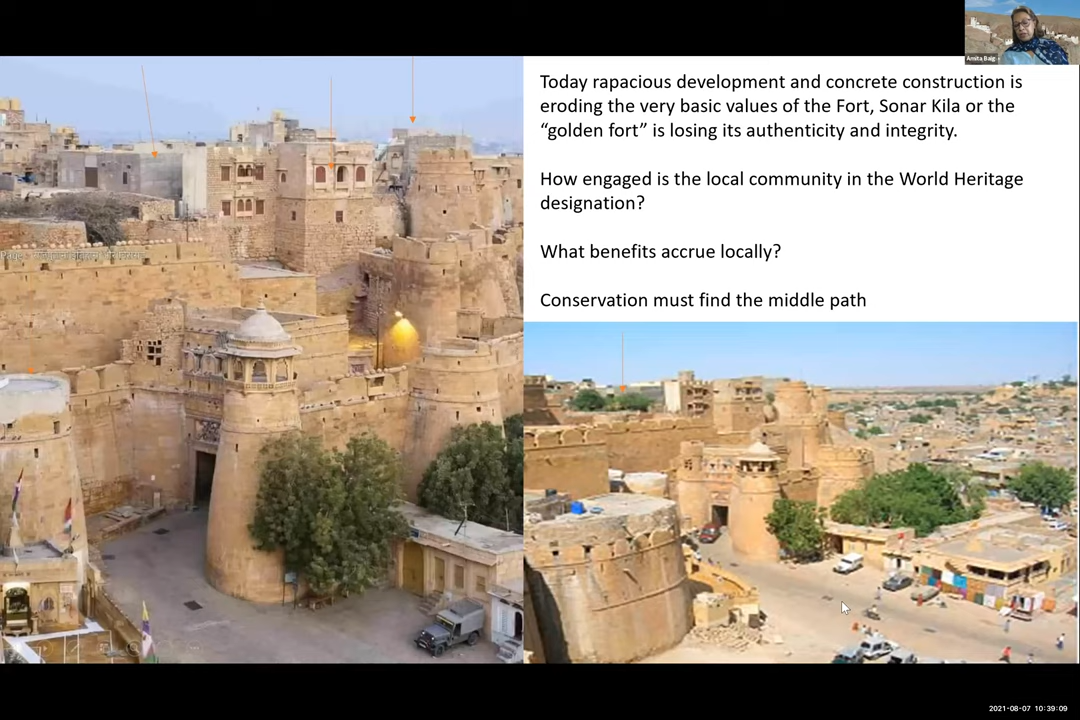 Amita Baig
Today rapacious development and concrete construction is
eroding the very basic values of the Fort, Sonar Kila or the
“golden fort” is losing its authenticity and integrity.
How engaged is the local community in the World Heritage
designation?
What benefits accrue locally?
Conservation must find the middle path
2021-08-07 10:39:09